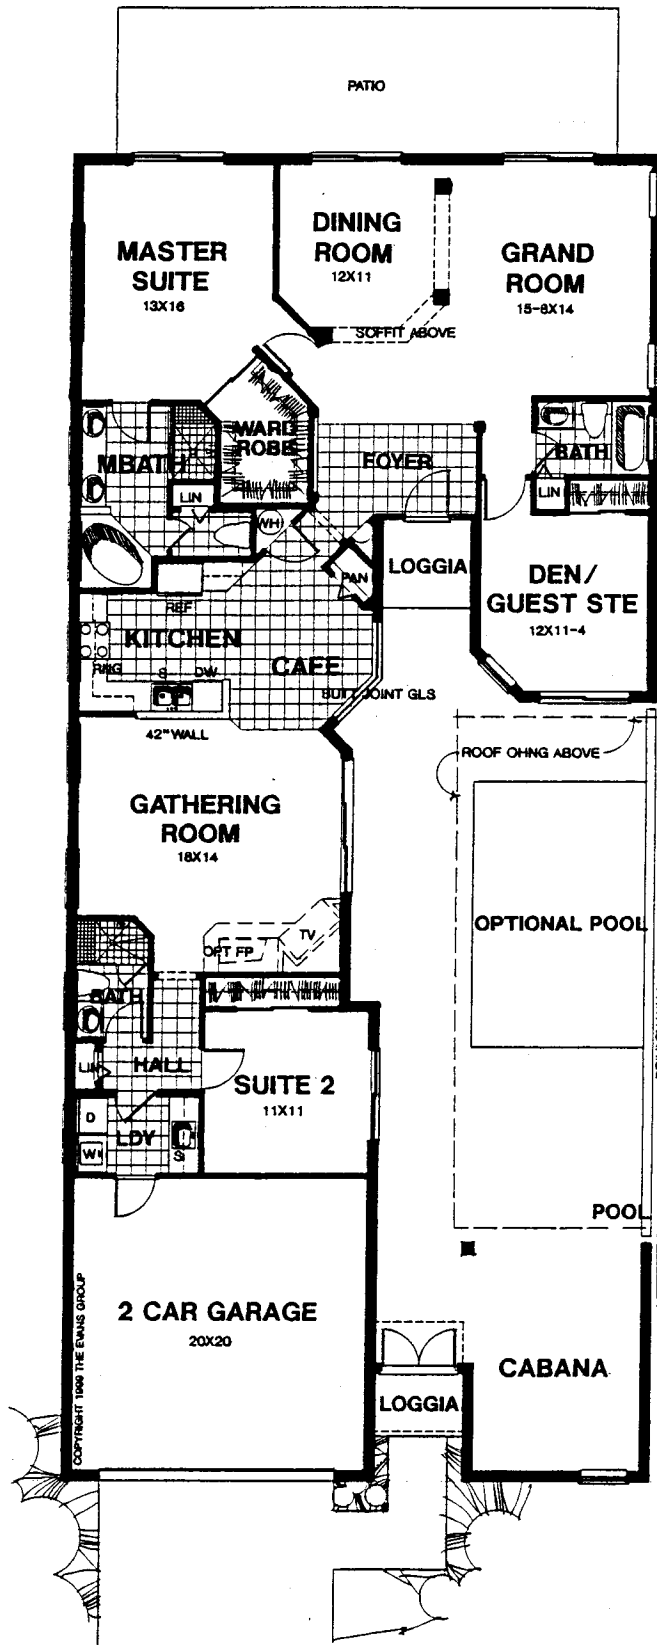 PATIO
MASTER
SUITE
13X16
DINING
ROOM
12X11
GRAND
ROOM
15-8X14
SOFFIT ABOVE
WARD
ROBE
MBATH
LIN
FOYER
BATH
LIN
WH
PAN
LOGGIA
DEN/
GUEST STE
12X11-4
REF
KITCHEN
CAFE
RNG
S
DW
BUTT JOINT GLS
42" WALL
ROOF OHNG ABOVE
GATHERING
ROOM
18X14
OPTIONAL POOL
OPT FP
TV
BATH
HALL
LIN
SUITE 2
11X11
D
LDY
W
S
POOL
2 CAR GARAGE
20X20
CABANA
LOGGIA
COPYRIGHT 1999 THE EVANS GROUP